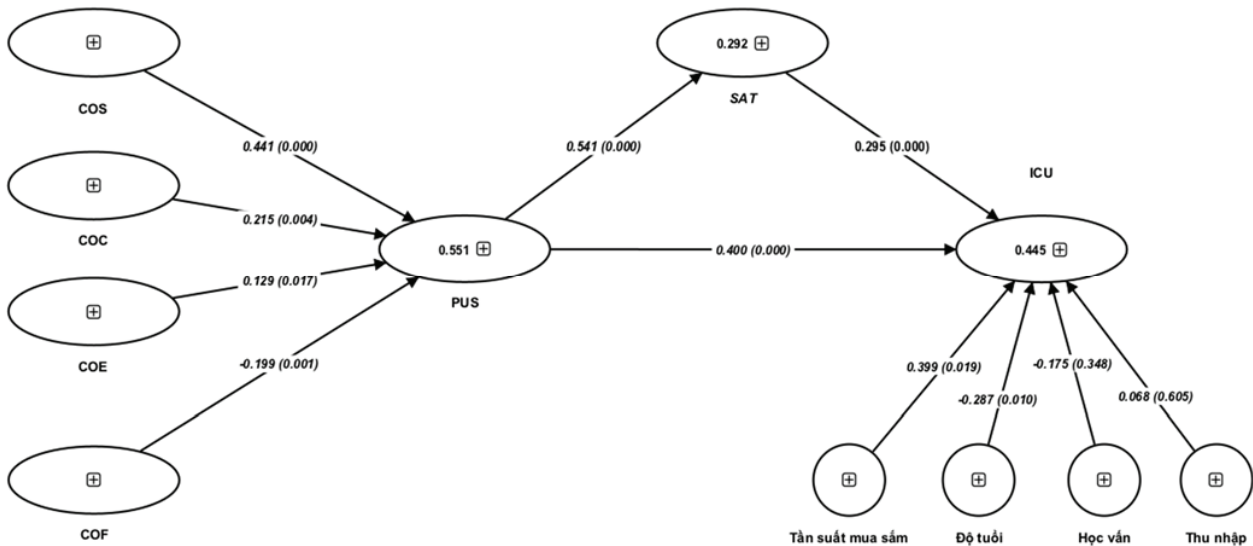 0.292
SAT
COS
0.441 (0.000)
0.541 (0.000)
0.295 (0.000)
ICU
COC
0.215 (0.004)
0.551
0.400 (0.000)
0.445
0.129 (0.017)
PUS
COE
-0.199 (0.001)
0.399 (0.019)
-0.175 (0.348)
-0.287 (0.010)
0.068 (0.605)
COF
Tần suất mua sắm
Độ tuổi
Học vấn
Thu nhập